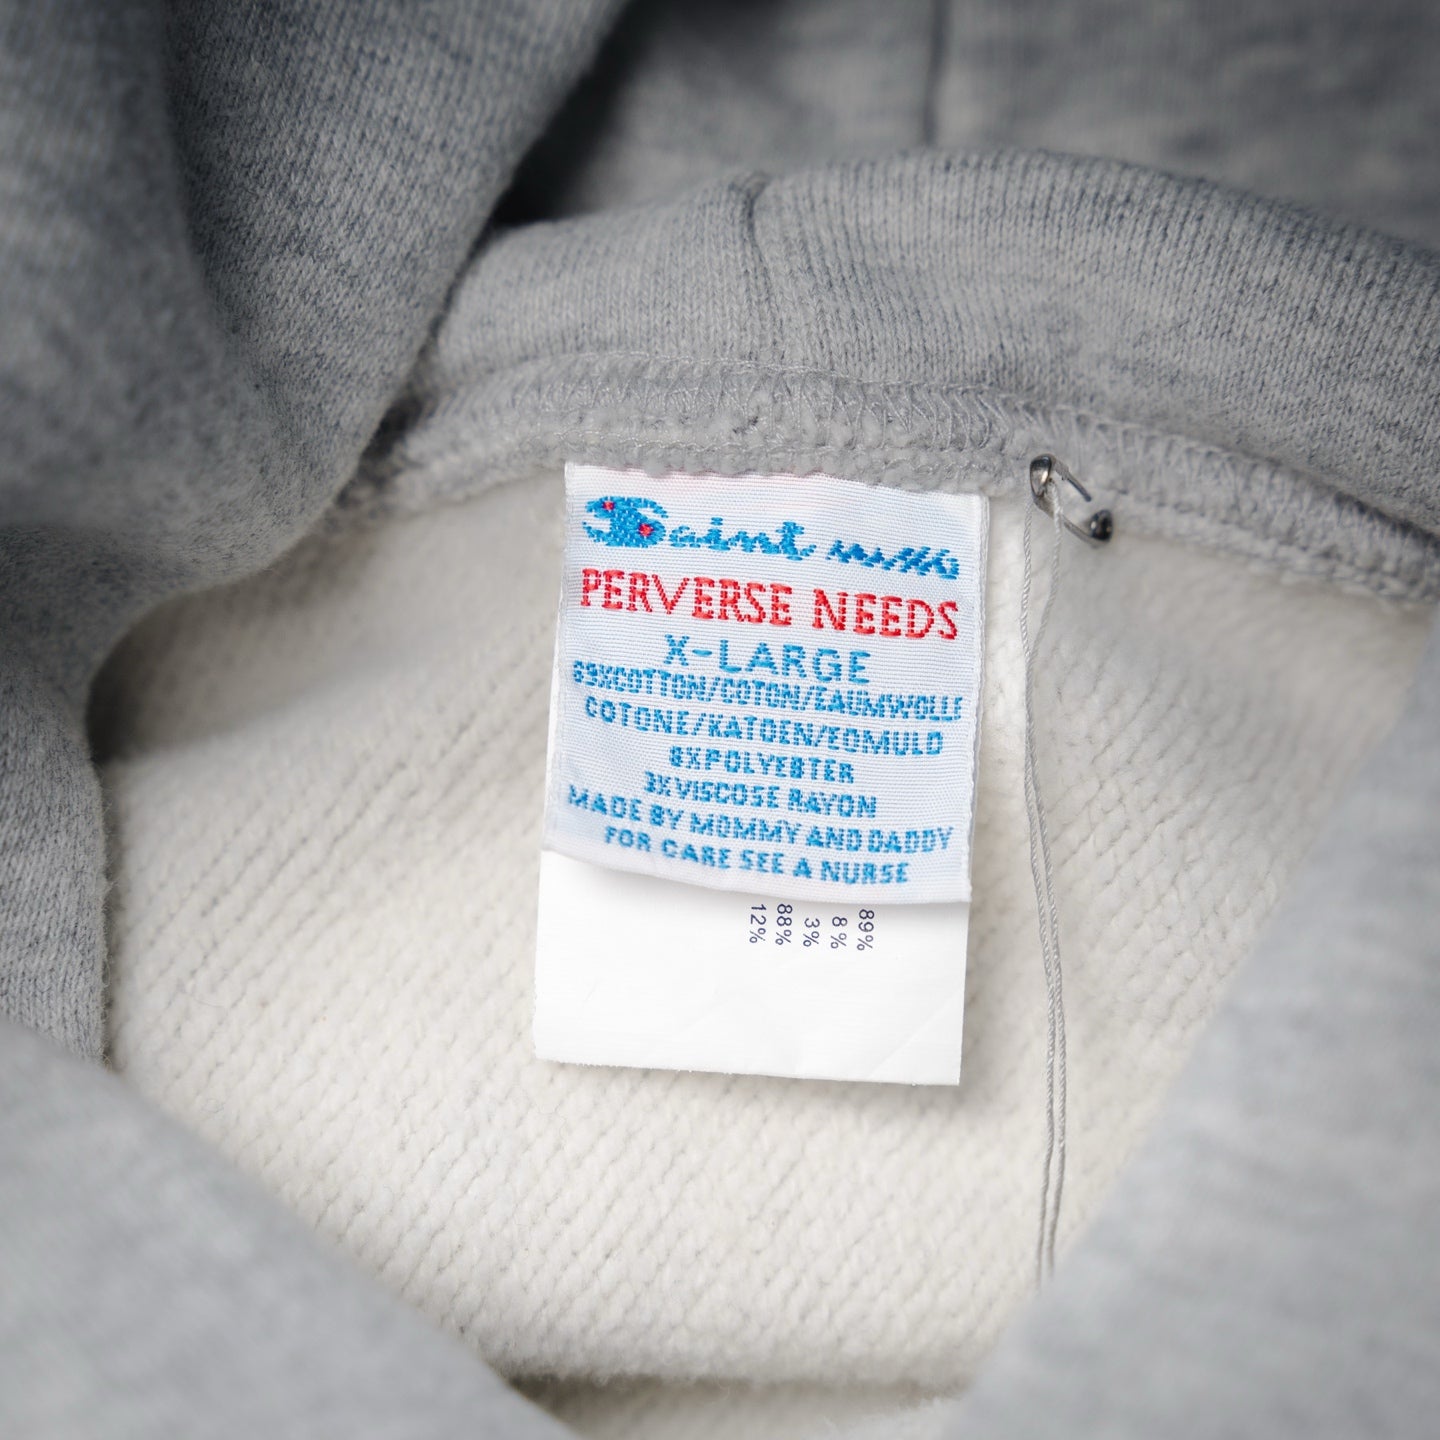 Saint
PERVERSE NEEDS
X-LARGE
89%COTTON/COTON/BAUMWOLLE
COTONE/KATOEN/BOMULD
8%POLYESTER
3%VISCOSE RAYON
MADE BY MOMMY AND DADDY
FOR CARE SEE A NURSE
89%
8%
3%
88%
12%